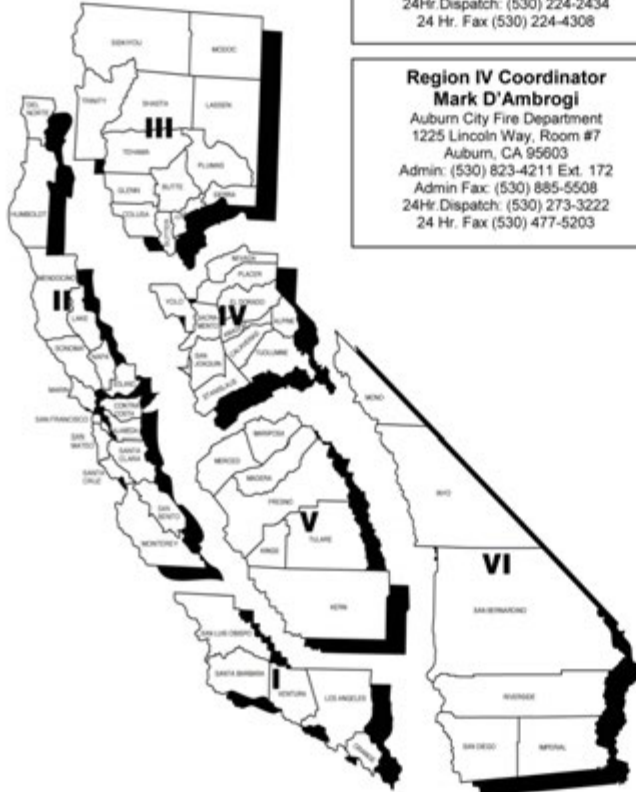 24Hr.Dispatch: (530) 224-2434
24 Hr. Fax (530) 224-4308
Region IV Coordinator
Mark D'Ambrogi
Auburn City Fire Department
1225 Lincoln Way, Room #7
Auburn, CA 95603
Admin: (530) 823-4211 Ext. 172
Admin Fax: (530) 885-5508
24Hr.Dispatch: (530) 273-3222
24 Hr. Fax (530) 477-5203
SISKIYOU
MODOC
DEL
NORTE
TRINITY
SHASTA
LASSEN
III
TEHAMA
PLUMAS
HUMBOLDT
GLENN
BUTTE
SIERRA
COLUSA
MENDOCINO
II
LAKE
SONOMA
NAPA
MARIN
SOLANO
SAN FRANCISCO
CONTRA
COSTA
ALAMEDA
SAN
MATEO
SANTA
CLARA
SANTA
CRUZ
SAN
BENITO
MONTEREY
NEVADA
PLACER
YOLO
EL DORADO
IV
SACRA-
MENTO
ALPINE
CALAVERAS
SAN
JOAQUIN
TUOLUMNE
STANISLAUS
MARIPOSA
MERCED
MADERA
FRESNO
V
KINGS
TULARE
KERN
MONO
INYO
VI
SAN BERNARDINO
RIVERSIDE
SAN DIEGO
IMPERIAL
SAN LUIS OBISPO
SANTA BARBARA
I
VENTURA
LOS ANGELES
ORANGE